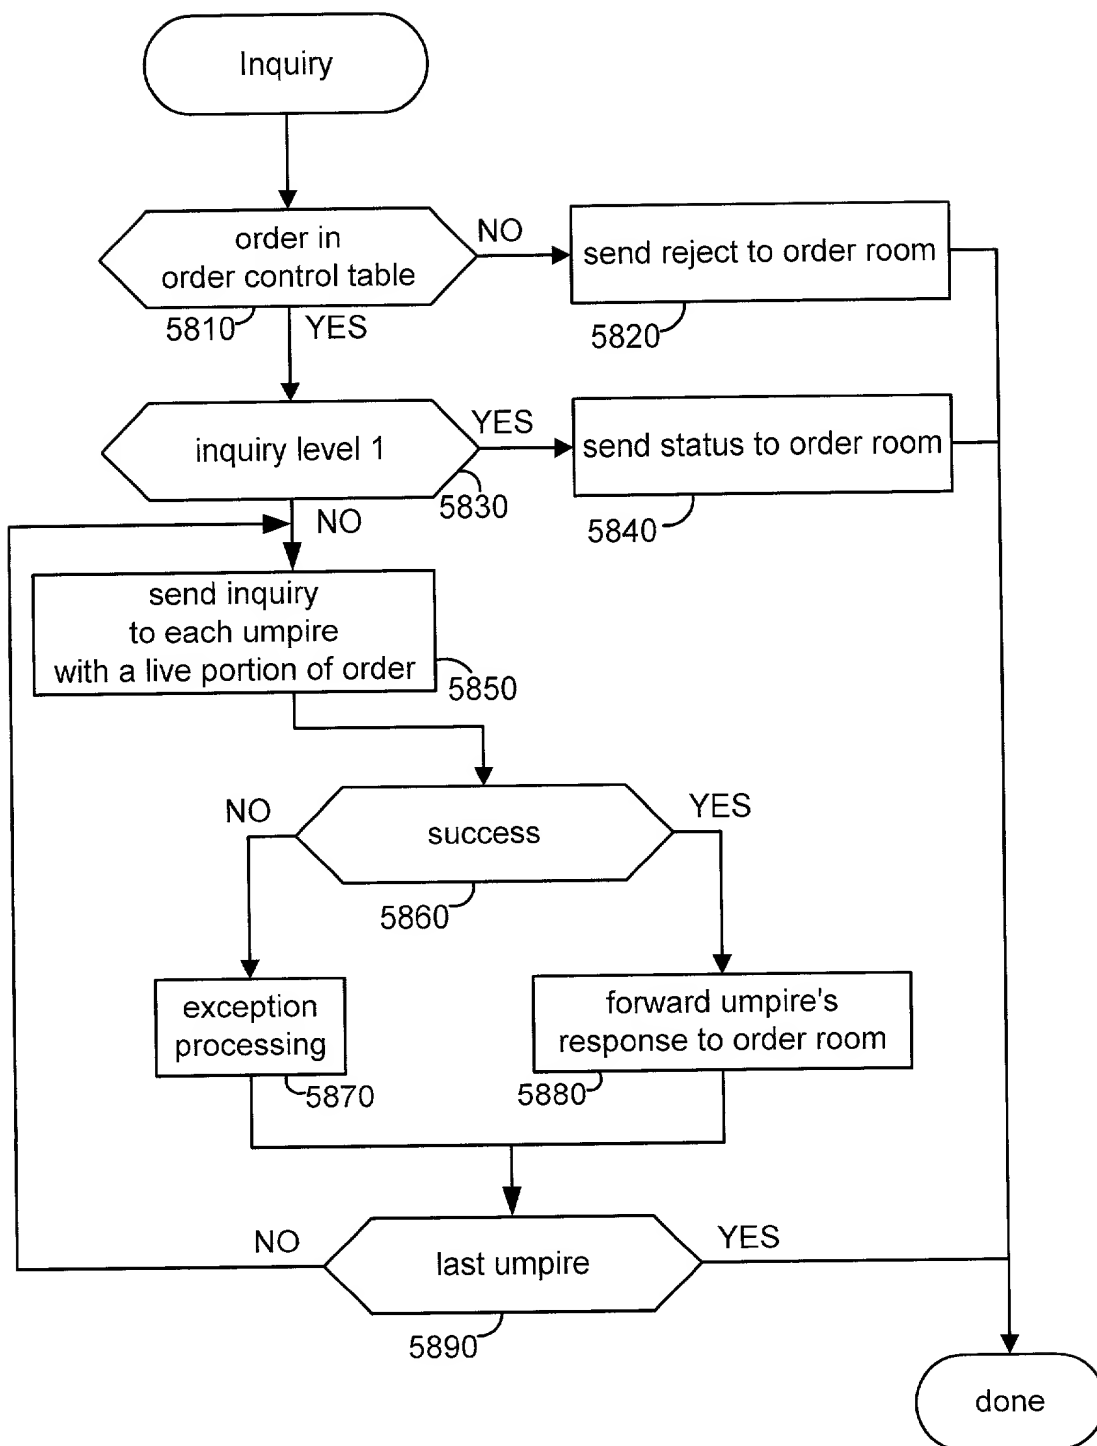 Inquiry
order in
order control table
NO
send reject to order room
5810
YES
5820
inquiry level 1
YES
send status to order room
5830
NO
5840
send inquiry
to each umpire
with a live portion of order
5850
NO
success
YES
5860
exception
processing
forward umpire's
response to order room
5870
5880
NO
last umpire
YES
5890
done